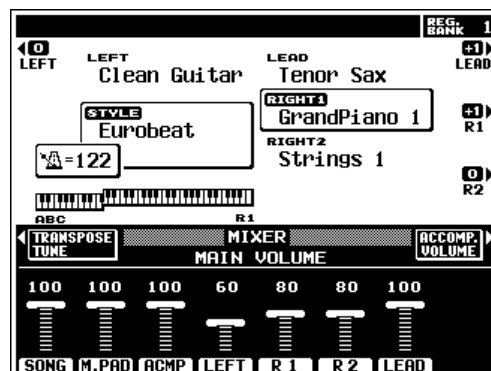 REG. BANK 1
0 +1
LEFT LEFT LEAD LEAD
Clean Guitar Tenor Sax
STYLE RIGHT1 +1
Eurobeat GrandPiano 1 R1
RIGHT2
=122 Strings 1
0
R2
ABC R1
TRANSPOSE TUNE MIXER ACCOMP. VOLUME
MAIN VOLUME
100 100 100 60 80 80 100
SONG M.PAD ACMP LEFT R 1 R 2 LEAD